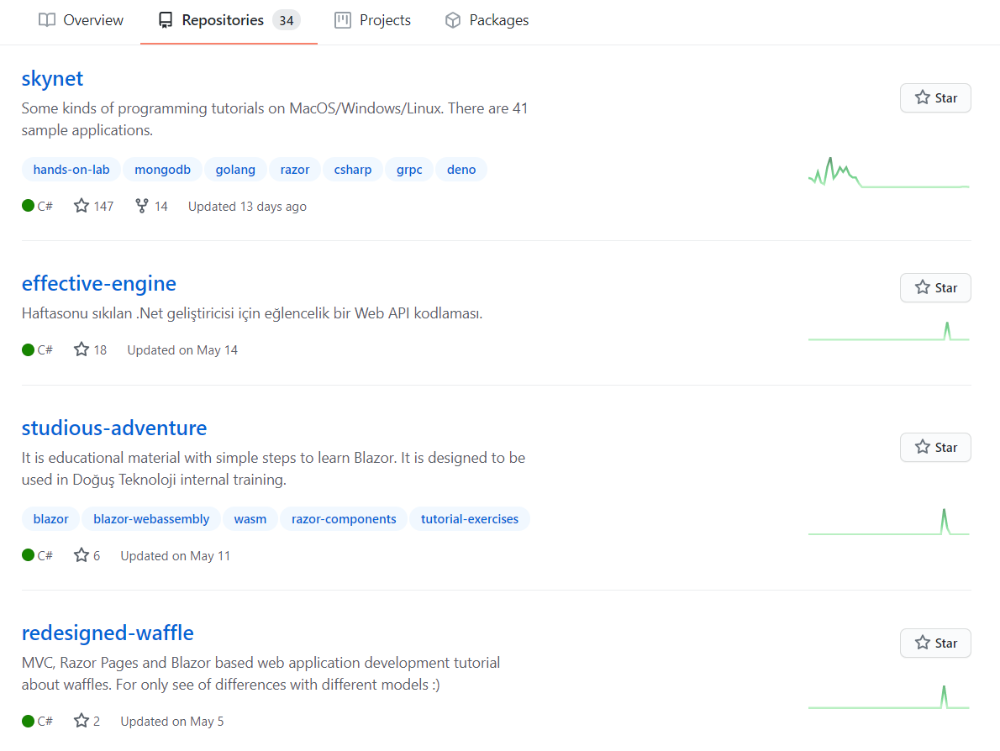 Overview Repositories 34 Projects Packages
skynet
Star
Some kinds of programming tutorials on MacOS/Windows/Linux. There are 41
sample applications.
hands-on-lab mongodb golang razor csharp grpc deno
C# 147 14 Updated 13 days ago
effective-engine
Star
Haftasonu sıkılan .Net geliştiricisi için eğlencelik bir Web API kodlaması.
C# 18 Updated on May 14
studious-adventure
Star
It is educational material with simple steps to learn Blazor. It is designed to be
used in Doğuş Teknoloji internal training.
blazor blazor-webassembly wasm razor-components tutorial-exercises
C# 6 Updated on May 11
redesigned-waffle
Star
MVC, Razor Pages and Blazor based web application development tutorial
about waffles. For only see of differences with different models :)
C# 2 Updated on May 5